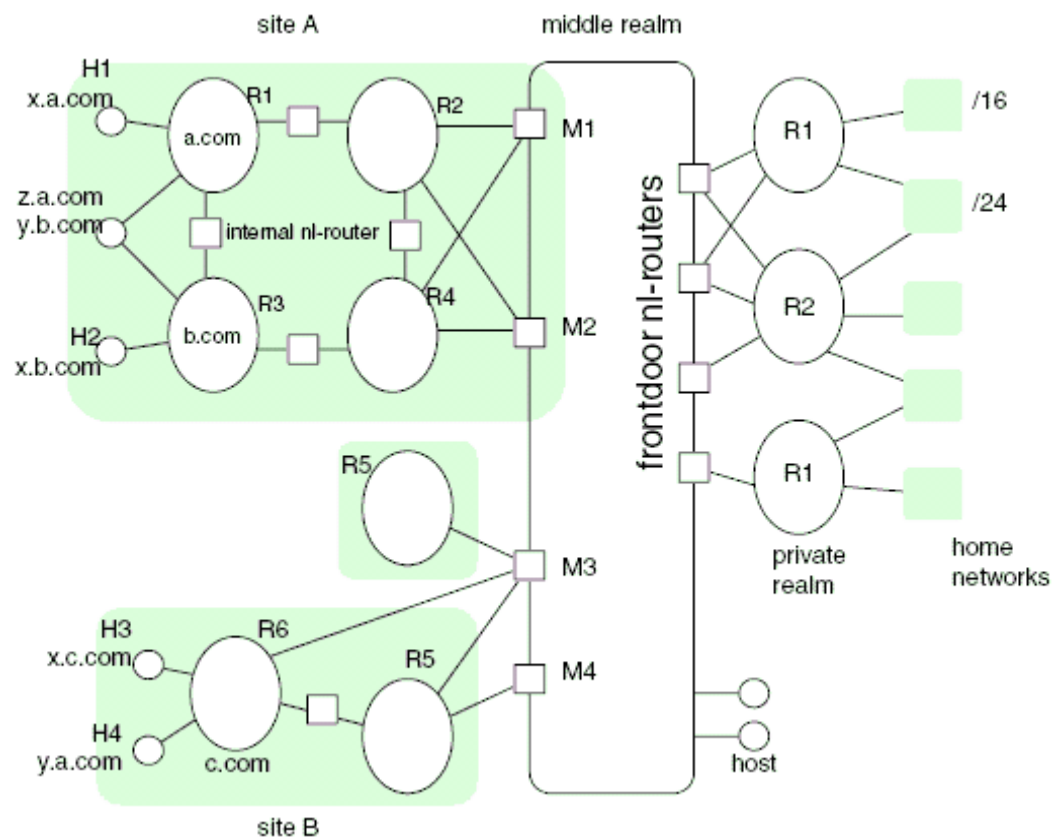 site A
middle realm
H1
x.a.com
R1
R2
a.com
M1
z.a.com
y.b.com
internal nl-router
R3
R4
b.com
H2
x.b.com
M2
frontdoor nl-routers
R1
/16
/24
R2
R1
private
realm
home
networks
R5
M3
H3
x.c.com
R6
R5
M4
H4
y.a.com
c.com
host
site B